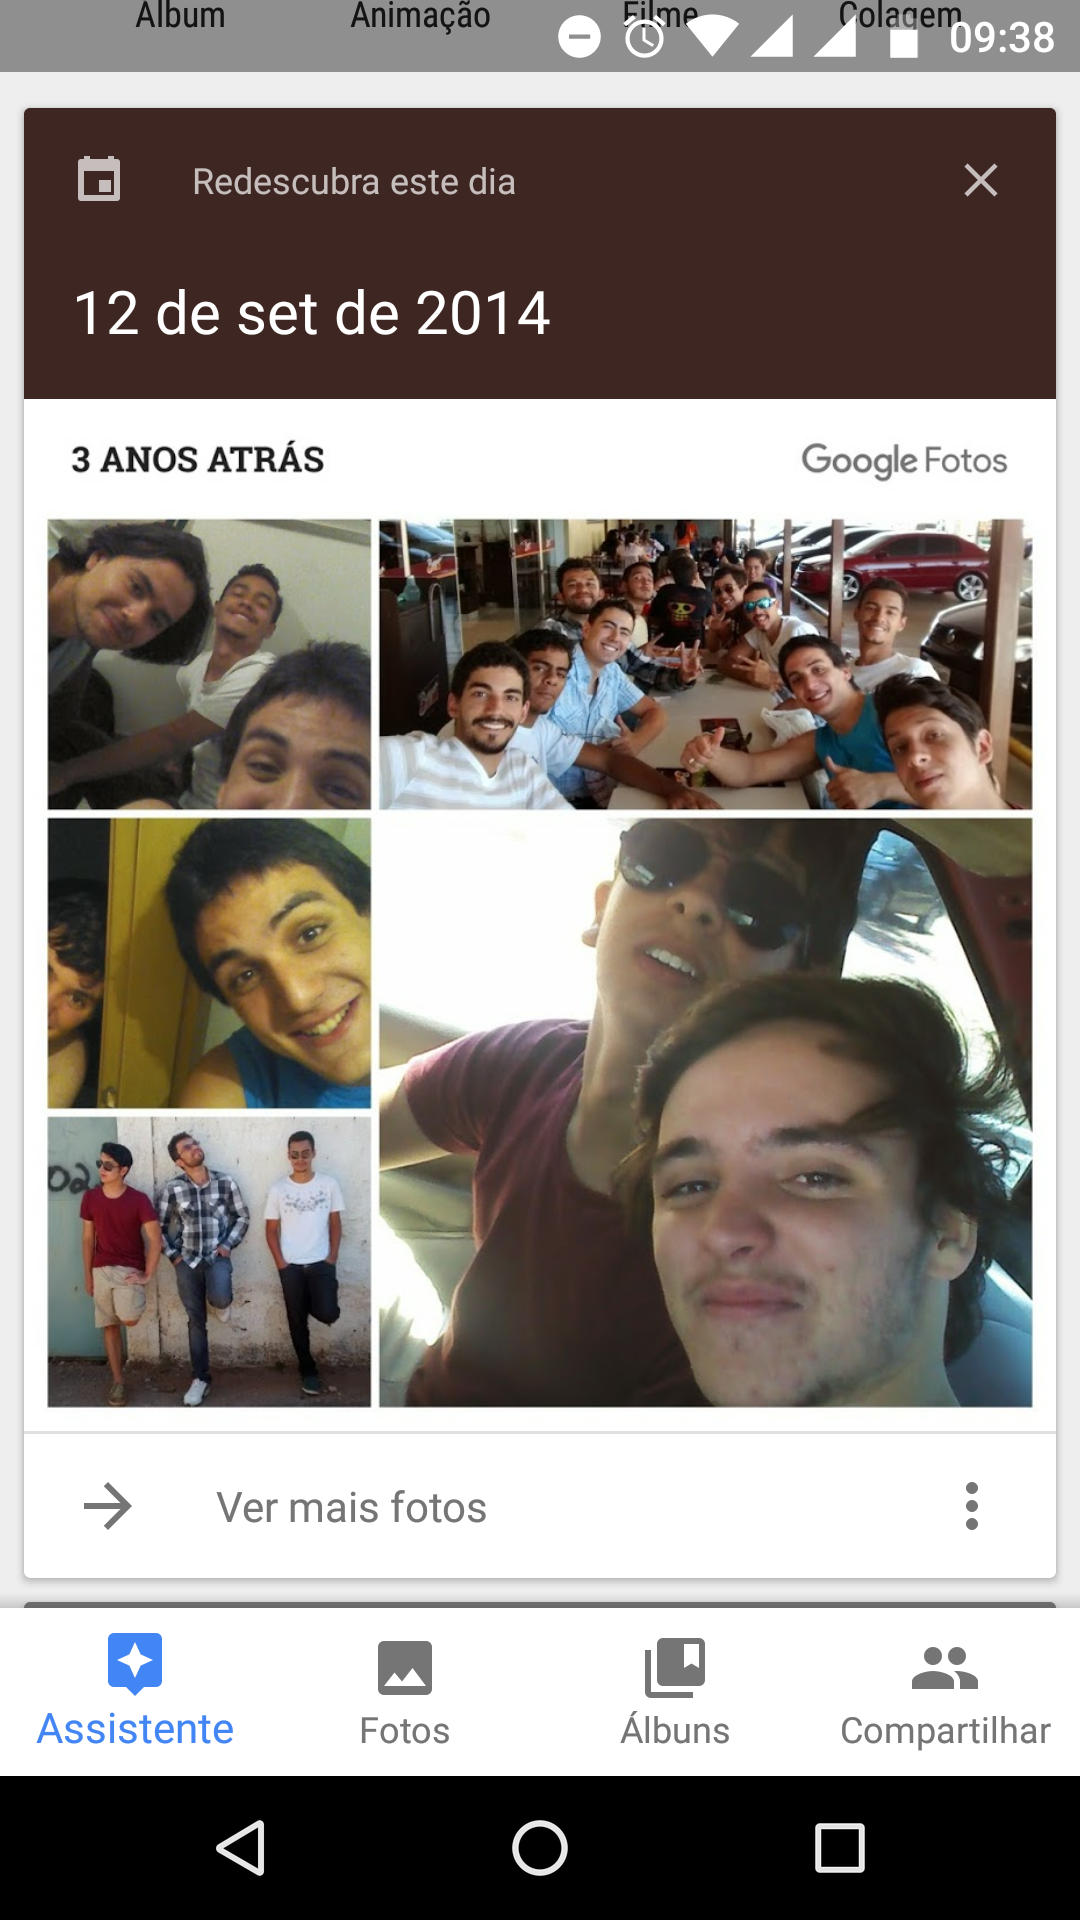 Álbum Animação Filme Colagem
09:38
Redescubra este dia
12 de set de 2014
3 ANOS ATRÁS
Google Fotos
02
Ver mais fotos
Assistente Fotos Álbuns Compartilhar